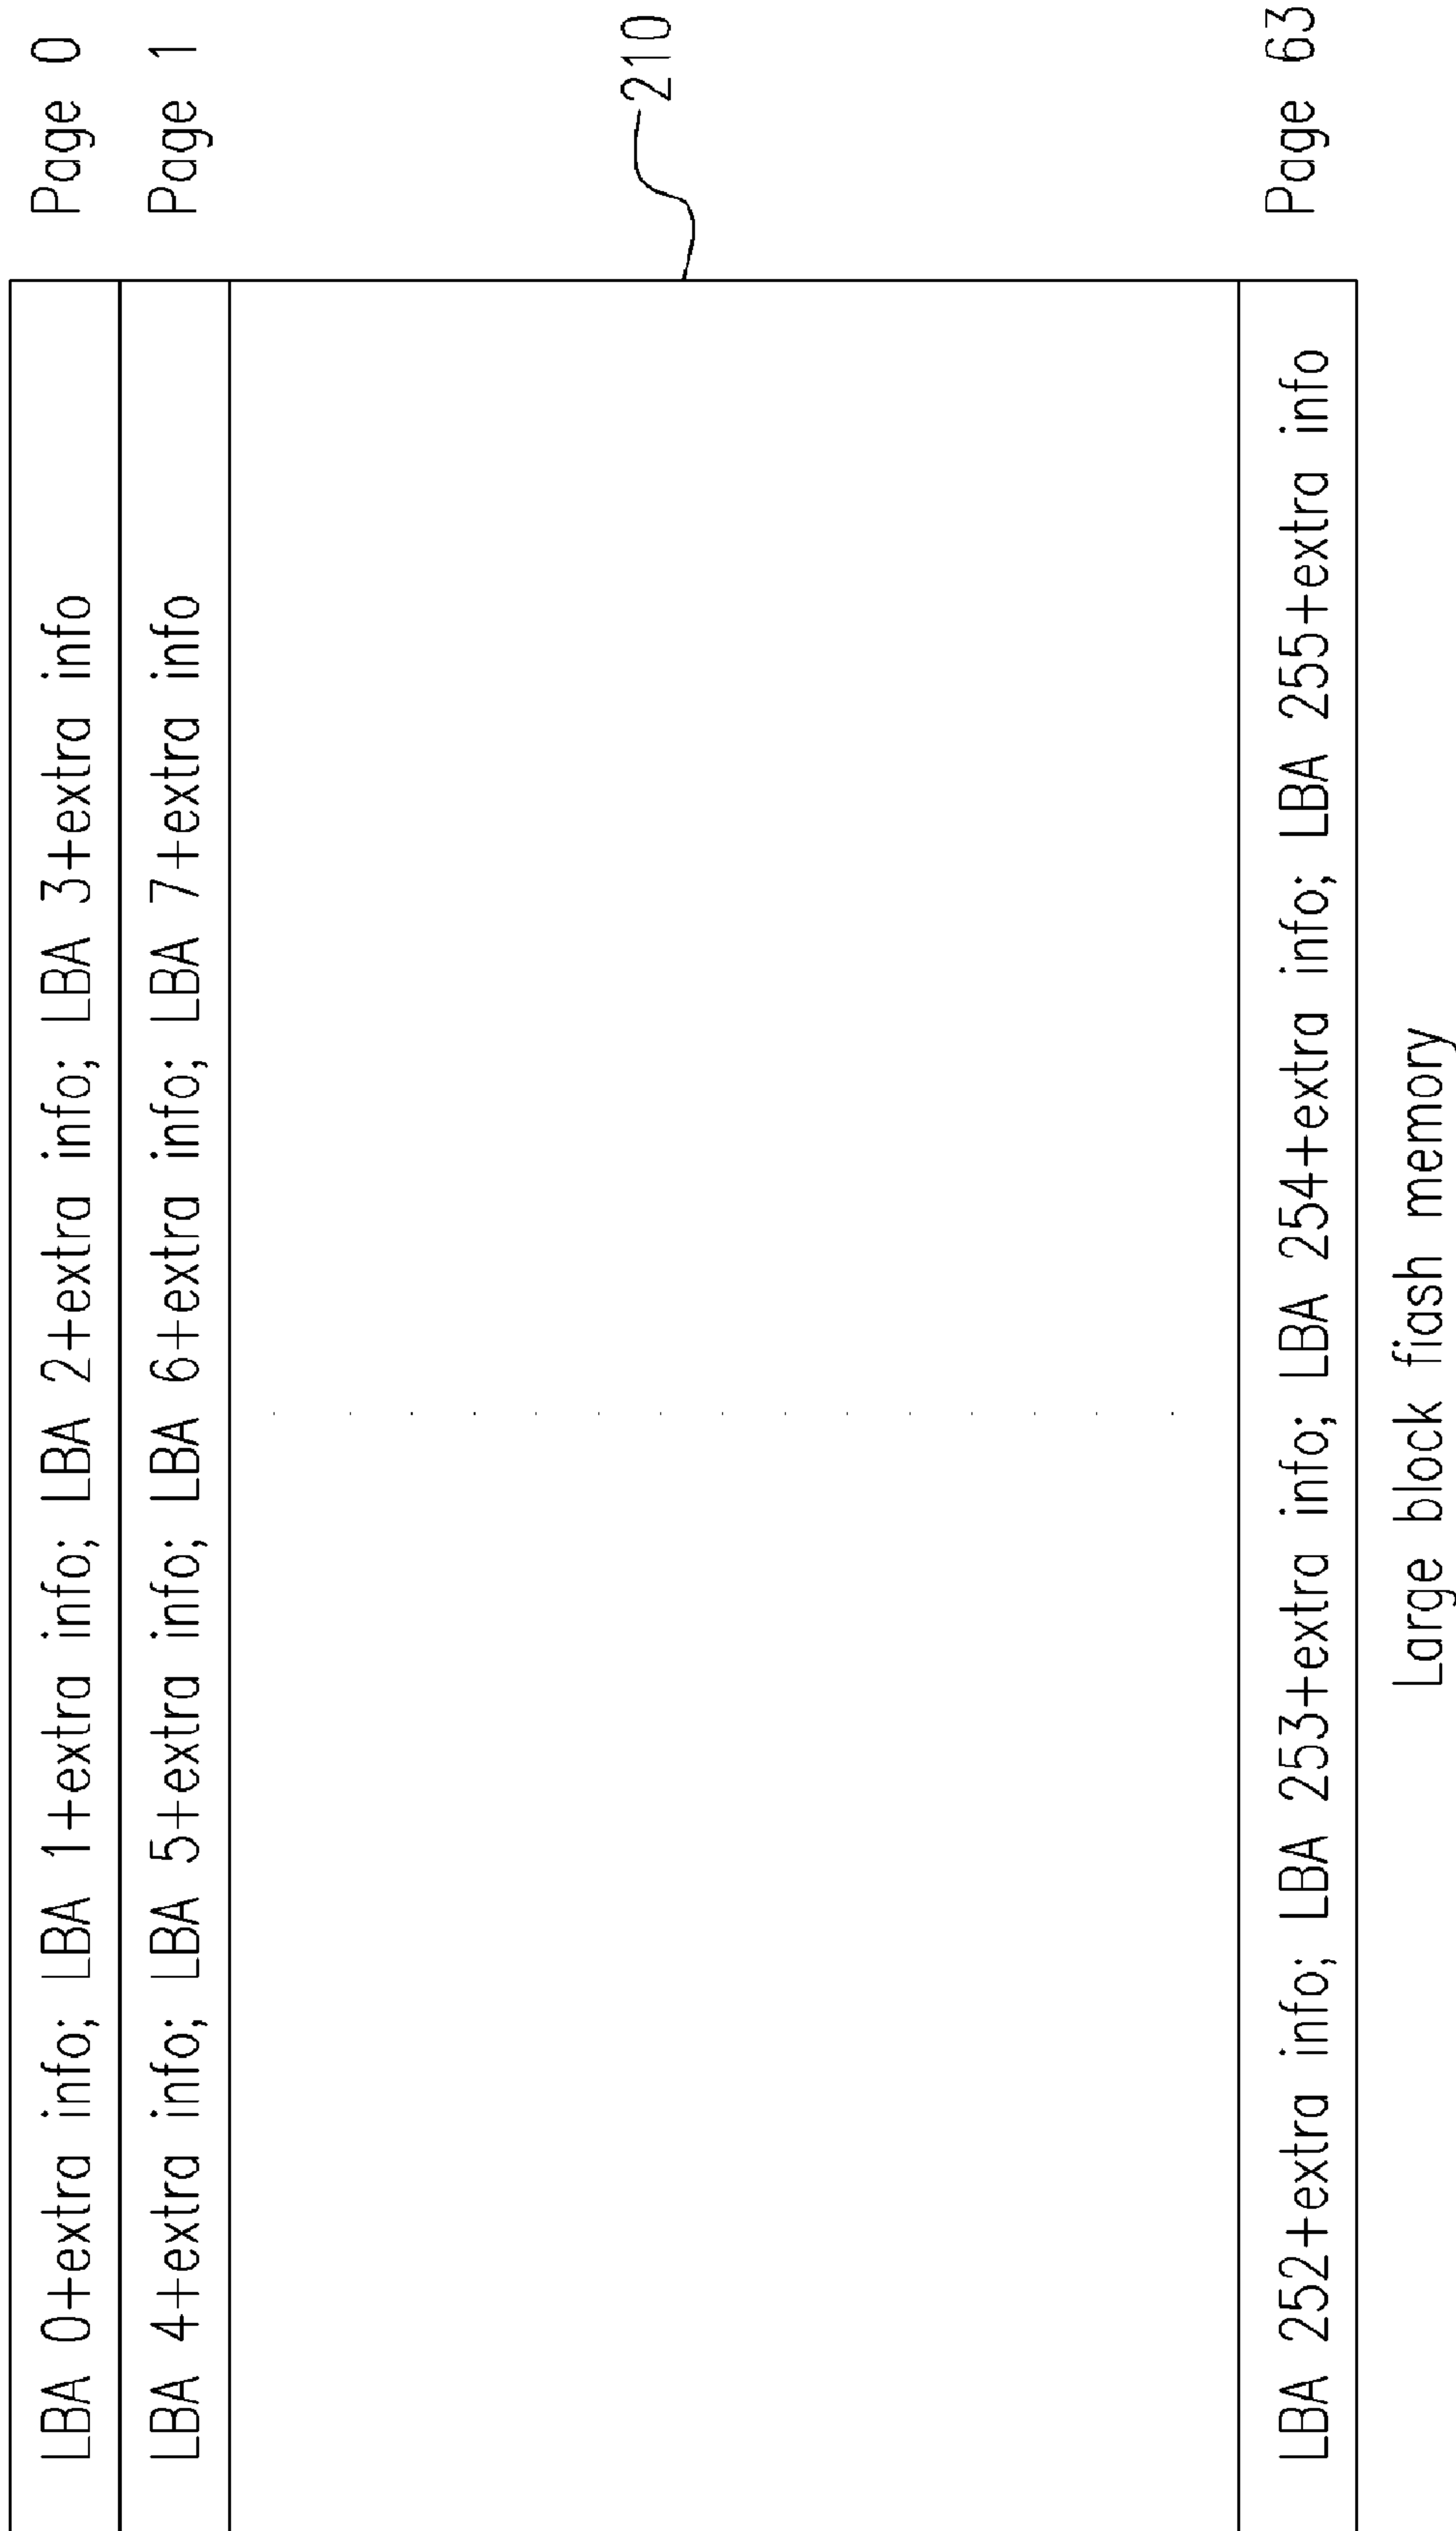 LBA 0+extra info; LBA 1+extra info; LBA 2+extra info; LBA 3+extra info Page 0
LBA 4+extra info; LBA 5+extra info; LBA 6+extra info; LBA 7+extra info Page 1
210
LBA 252+extra info; LBA 253+extra info; LBA 254+extra info; LBA 255+extra info Page 63
Large block fiash memory